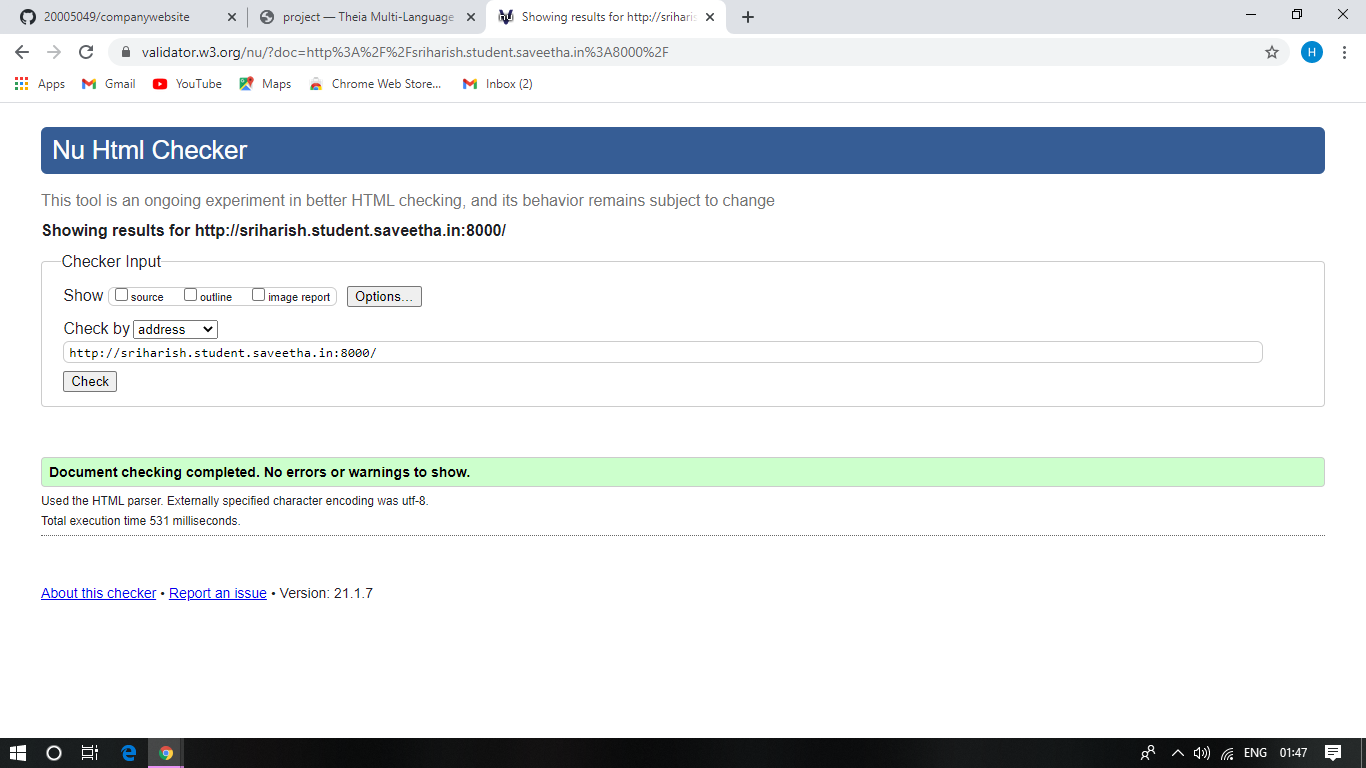 20005049/companywebsite
project — Theia Multi-Language
Showing results for http://sriharis
validator.w3.org/nu/?doc=http%3A%2F%2Fsriharish.student.saveetha.in%3A8000%2F
H
Apps
Gmail
YouTube
Maps
Chrome Web Store...
Inbox (2)
Nu Html Checker
This tool is an ongoing experiment in better HTML checking, and its behavior remains subject to change
Showing results for http://sriharish.student.saveetha.in:8000/
Checker Input
Show source outline image report Options...
Check by address
http://sriharish.student.saveetha.in:8000/
Check
Document checking completed. No errors or warnings to show.
Used the HTML parser. Externally specified character encoding was utf-8.
Total execution time 531 milliseconds.
About this checker • Report an issue • Version: 21.1.7
ENG 01:47